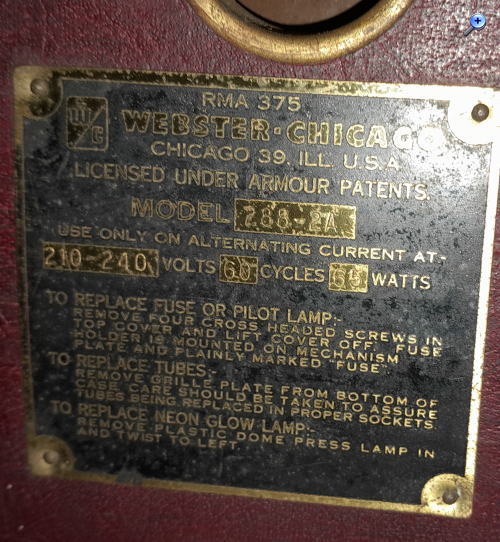 RMA 375
W C
WEBSTER-CHICAGO
CHICAGO 39, ILL. U.S.A.
LICENSED UNDER ARMOUR PATENTS.
MODEL 288-2A
USE ONLY ON ALTERNATING CURRENT AT-
210-240 VOLTS 60 CYCLES WATTS
TO REPLACE FUSE OR PILOT LAMP:-
REMOVE FOUR CROSS HEADED SCREWS IN
TOP COVER AND LIFT COVER OFF. FUSE
HOLDER IS MOUNTED ON MECHANISM
PLATE AND PLAINLY MARKED "FUSE"
TO REPLACE TUBES:-
REMOVE GRILLE PLATE FROM BOTTOM OF
CASE. CARE SHOULD BE TAKEN TO ASSURE
TUBES BEING REPLACED IN PROPER SOCKETS.
TO REPLACE NEON GLOW LAMP:-
REMOVE PLASTIC DOME PRESS LAMP IN
AND TWIST TO LEFT.